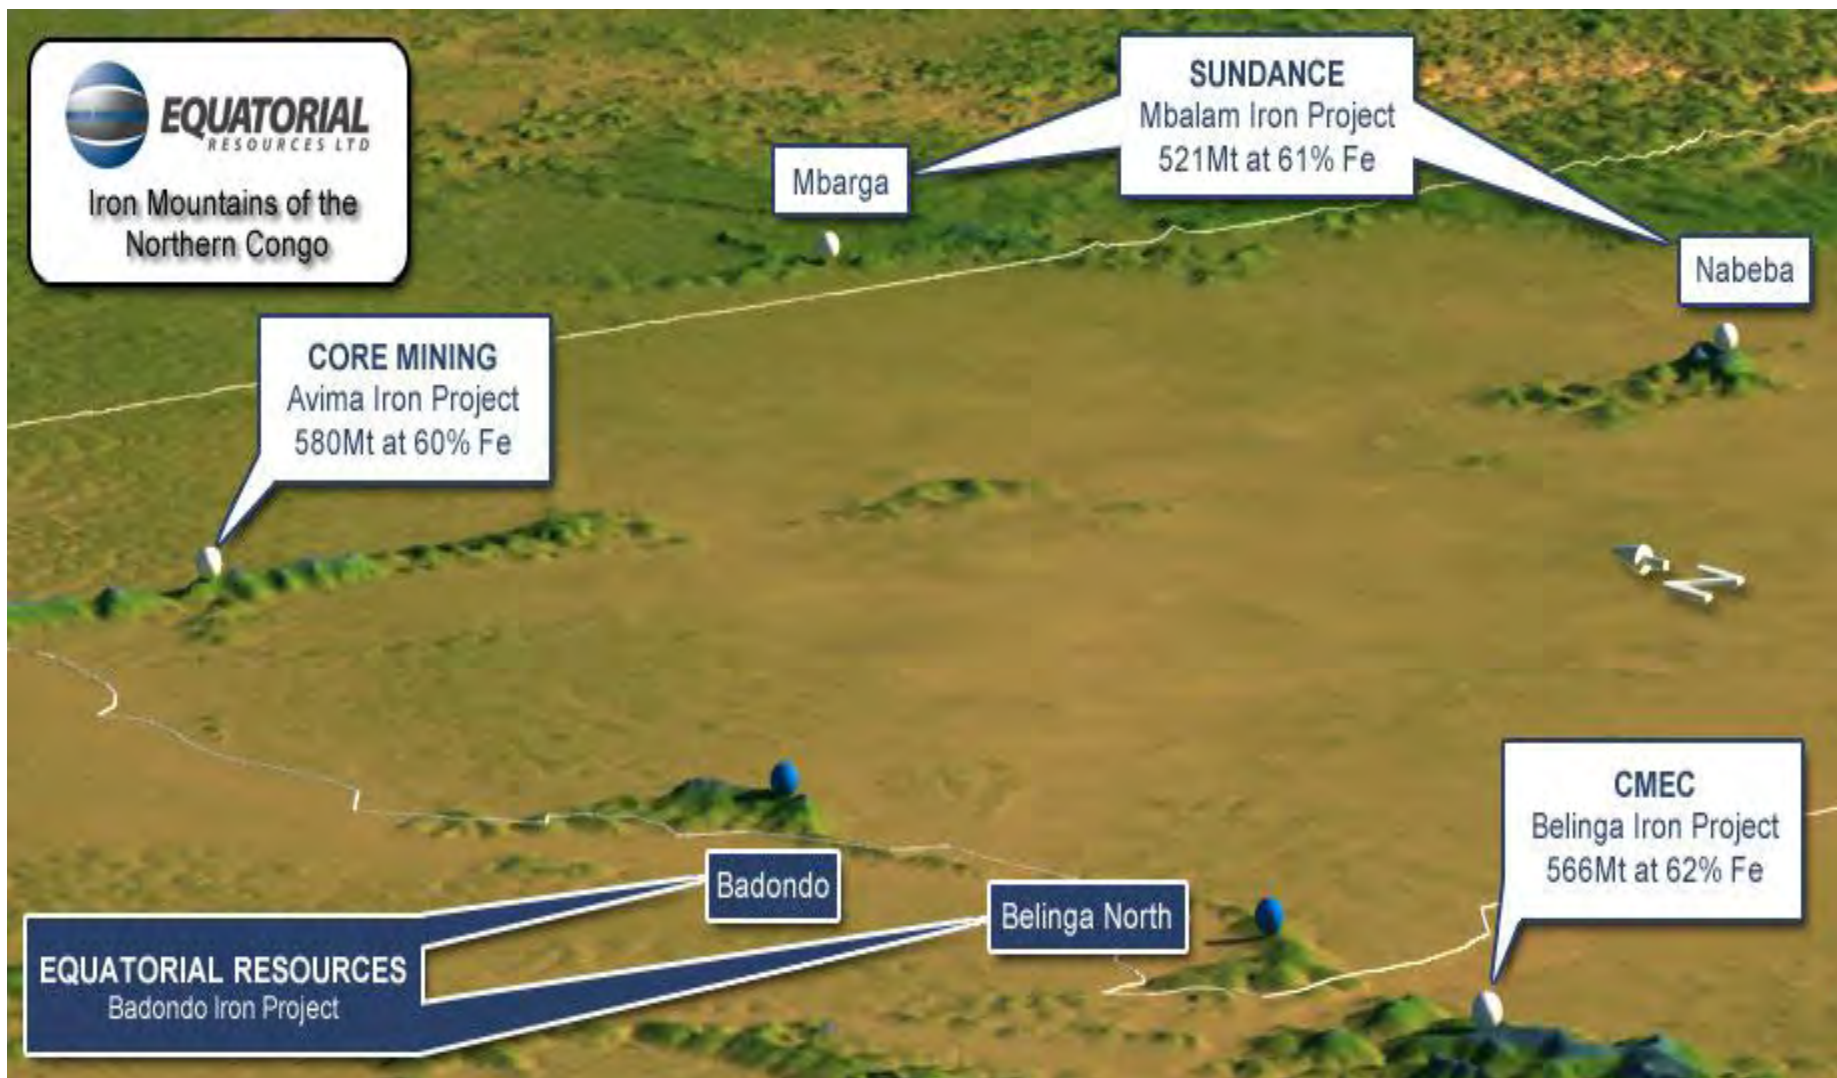 EQUATORIAL
RESOURCES LTD
Iron Mountains of the
Northern Congo
SUNDANCE
Mbalam Iron Project
521Mt at 61% Fe
Mbarga
Nabeba
CORE MINING
Avima Iron Project
580Mt at 60% Fe
N
CMEC
Belinga Iron Project
566Mt at 62% Fe
Badondo
Belinga North
EQUATORIAL RESOURCES
Badondo Iron Project